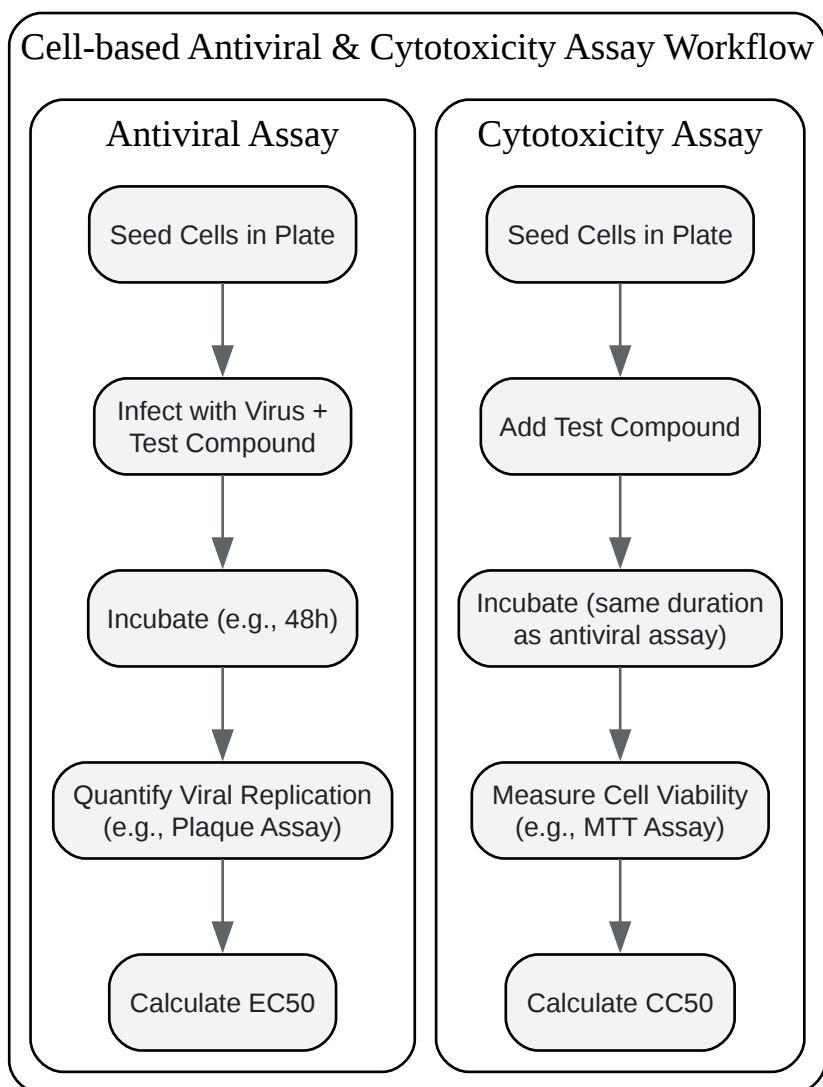 Cell-based Antiviral & Cytotoxicity Assay Workflow
Antiviral Assay
Seed Cells in Plate
Infect with Virus +
Test Compound
Incubate (e.g., 48h)
Quantify Viral Replication
(e.g., Plaque Assay)
Calculate EC50
Cytotoxicity Assay
Seed Cells in Plate
Add Test Compound
Incubate (same duration
as antiviral assay)
Measure Cell Viability
(e.g., MTT Assay)
Calculate CC50